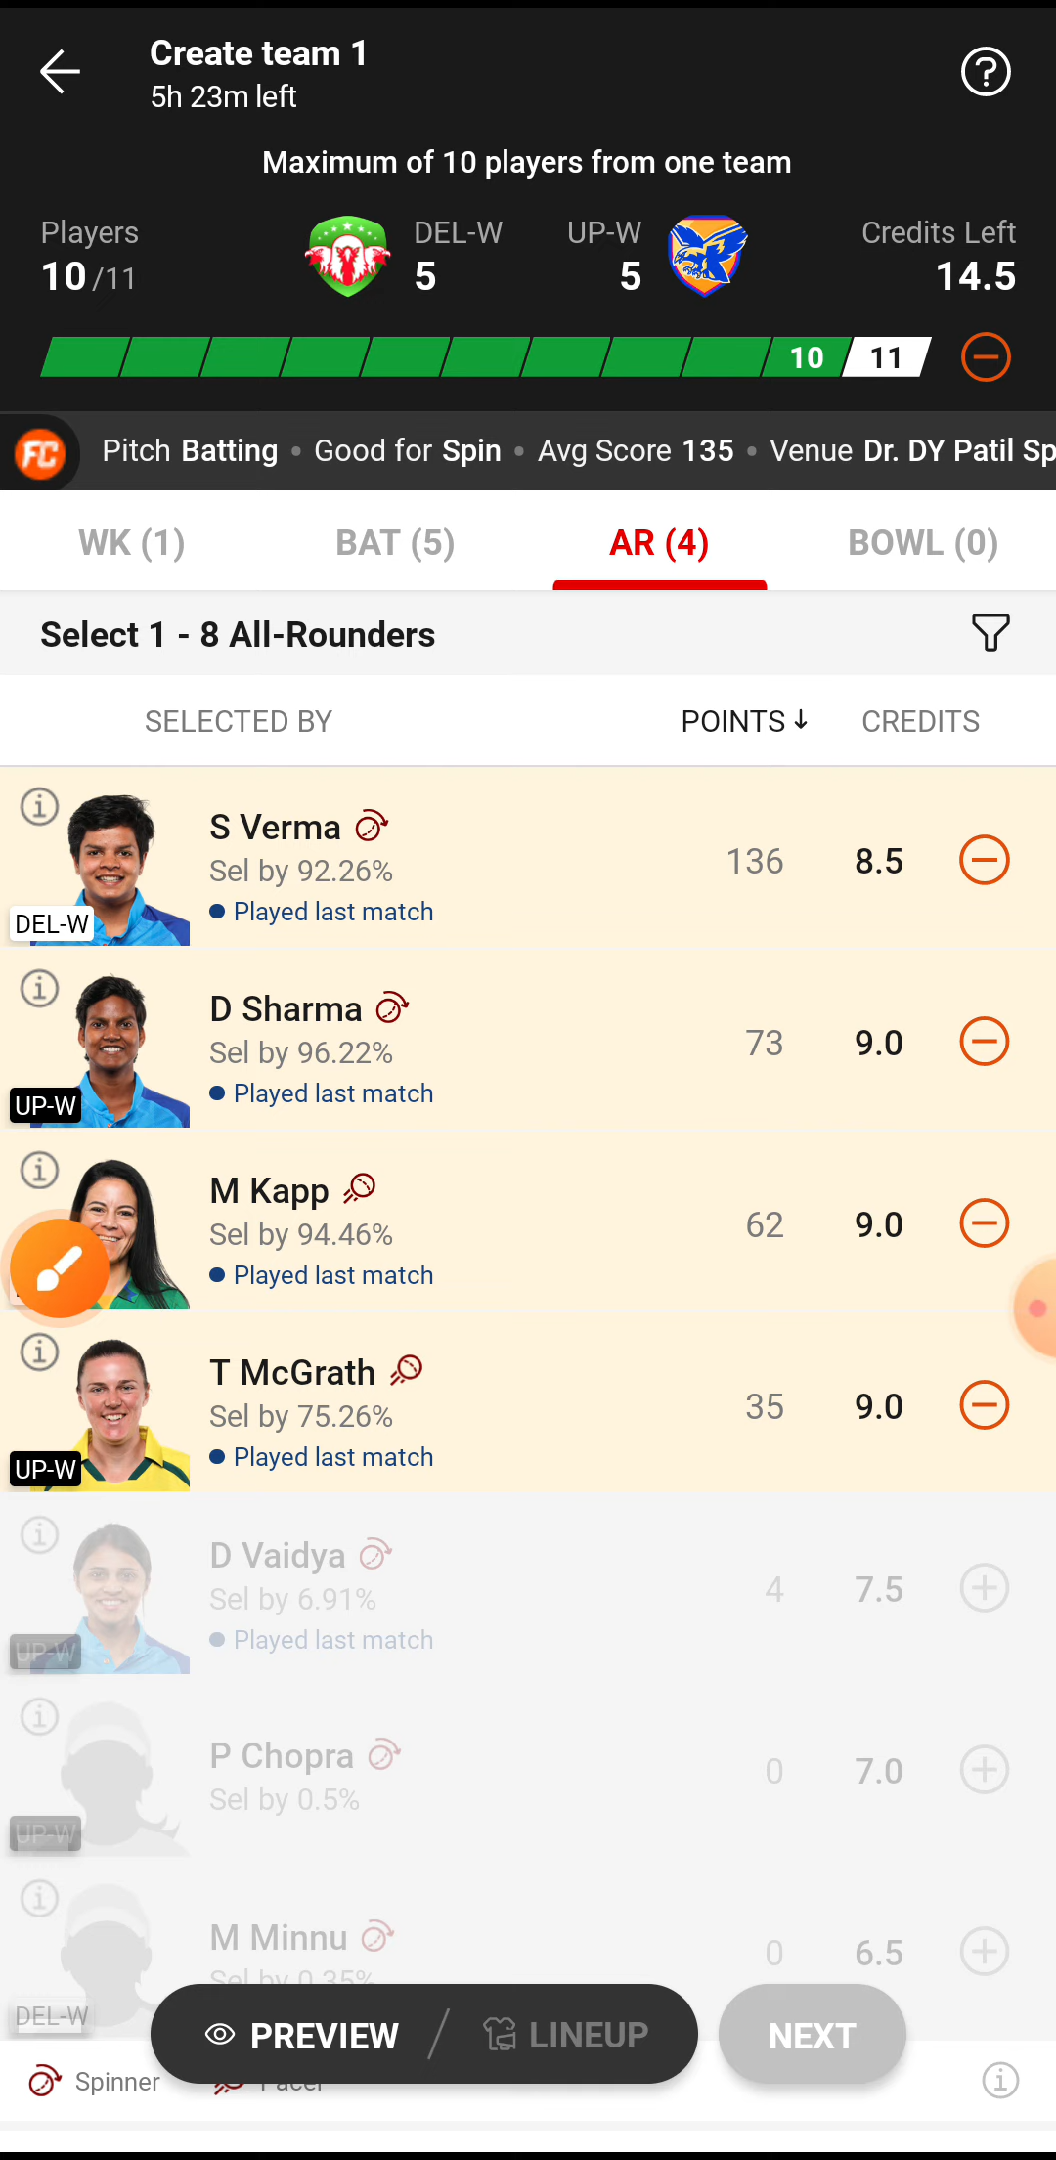 Create team 1
5h 23m left
Maximum of 10 players from one team
Players
10 /11
DEL-W
5
UP-W
5
Credits Left
14.5
10
11
FC
Pitch Batting • Good for Spin • Avg Score 135 • Venue Dr. DY Patil Sp
WK (1)
BAT (5)
AR (4)
BOWL (0)
Select 1 - 8 All-Rounders
SELECTED BY
POINTS ↓
CREDITS
S Verma
Sel by 92.26%
Played last match
DEL-W
136
8.5
D Sharma
Sel by 96.22%
Played last match
UP-W
73
9.0
M Kapp
Sel by 94.46%
Played last match
62
9.0
T McGrath
Sel by 75.26%
Played last match
UP-W
35
9.0
D Vaidya
Sel by 6.91%
Played last match
UP-W
4
7.5
P Chopra
Sel by 0.5%
UP-W
0
7.0
M Minnu
Sel by 0.35%
DEL-W
0
6.5
PREVIEW
LINEUP
NEXT
Spinner
Pacer